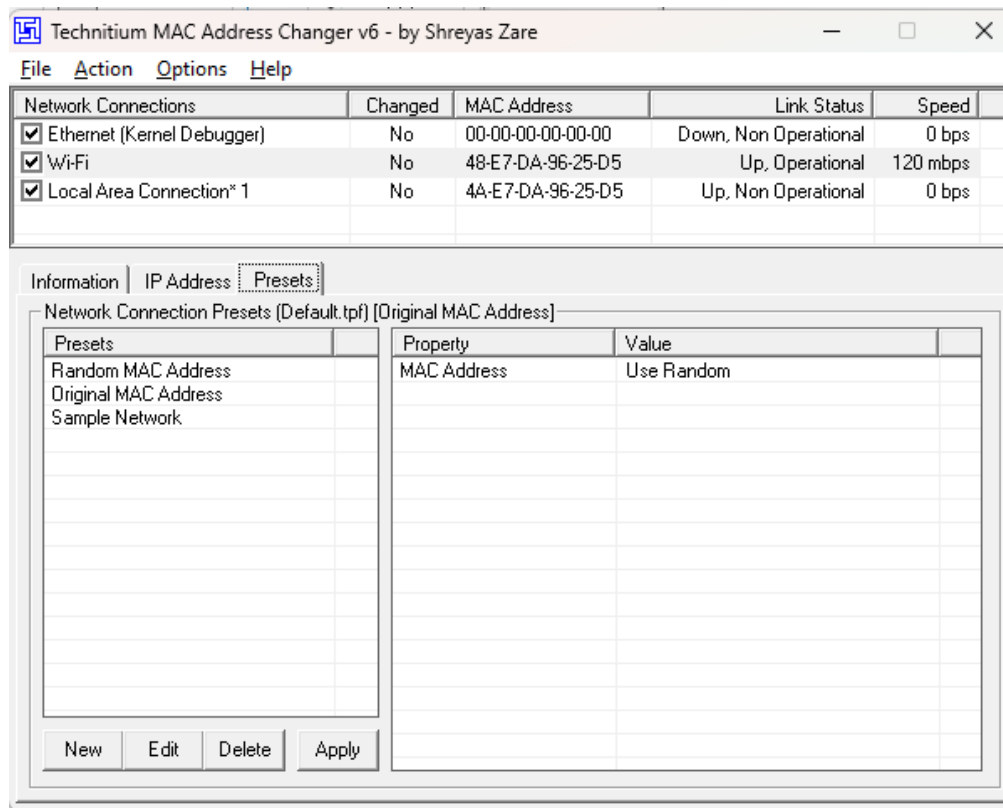 Technitium MAC Address Changer v6 - by Shreyas Zare
File Action Options Help
Network Connections Changed MAC Address Link Status Speed
Ethernet (Kernel Debugger) No 00-00-00-00-00-00 Down, Non Operational 0 bps
Wi-Fi No 48-E7-DA-96-25-D5 Up, Operational 120 mbps
Local Area Connection* 1 No 4A-E7-DA-96-25-D5 Up, Non Operational 0 bps
Information IP Address Presets
Network Connection Presets (Default.tpf) [Original MAC Address]
Presets Property Value
Random MAC Address MAC Address Use Random
Original MAC Address
Sample Network
New Edit Delete Apply